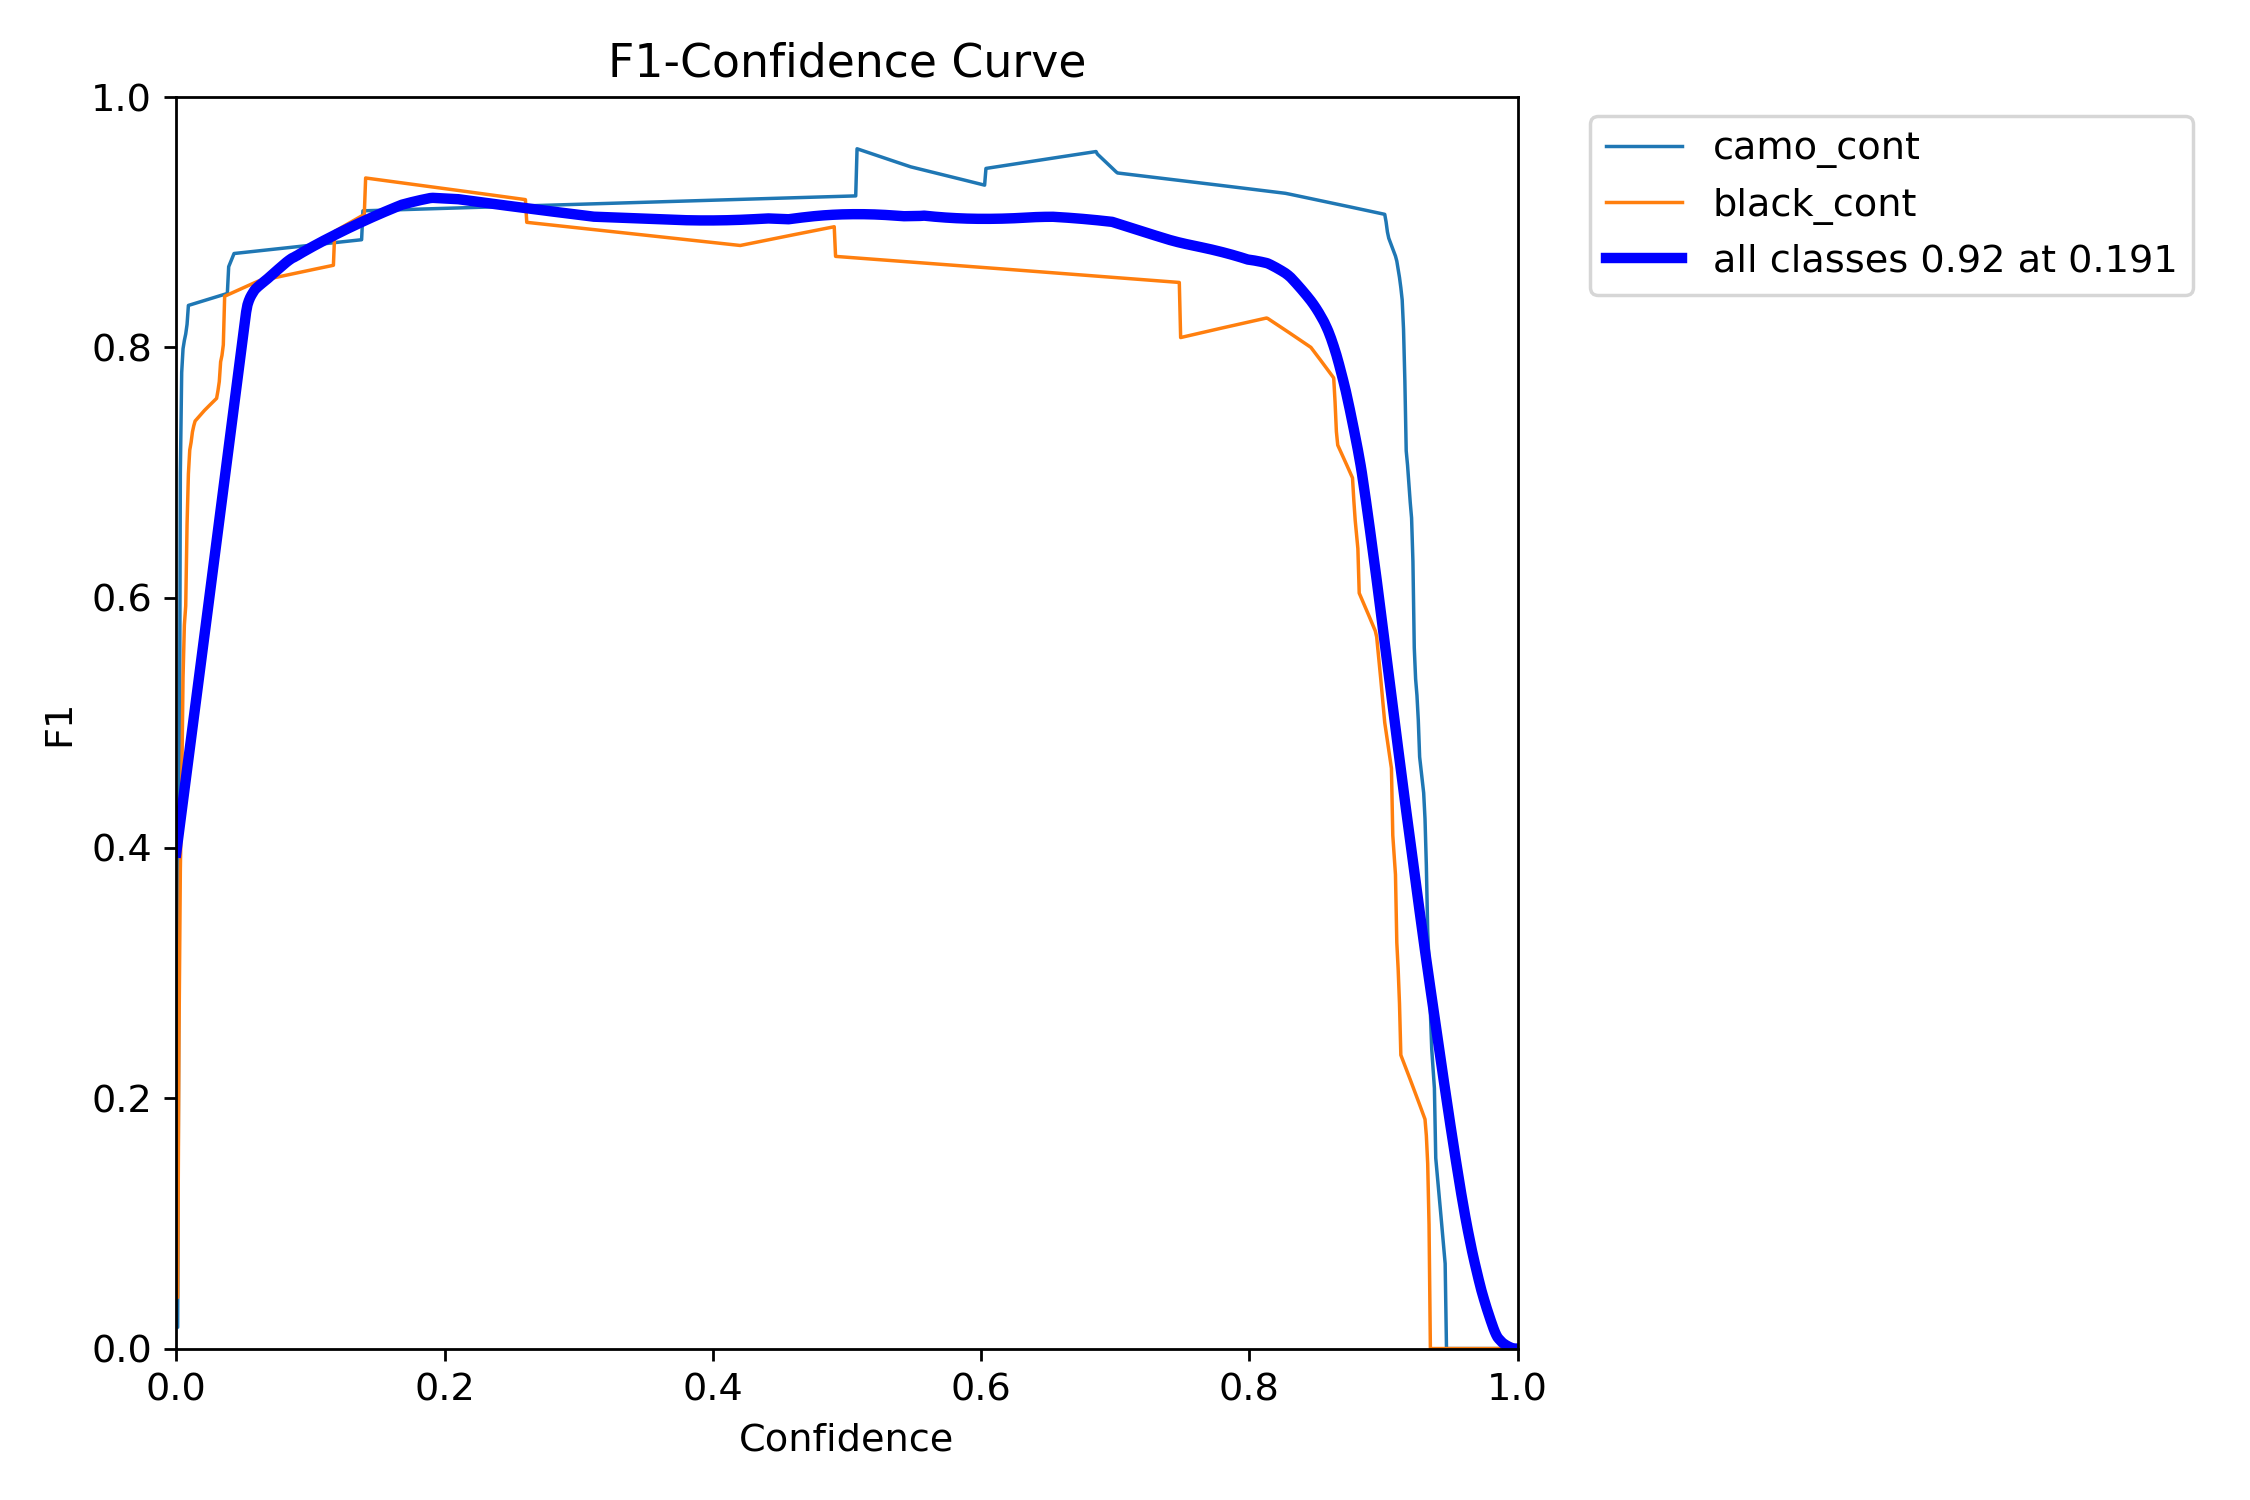 F1-Confidence Curve
camo_cont
black_cont
all classes 0.92 at 0.191
F1
1.0
0.8
0.6
0.4
0.2
0.0
0.0 0.2 0.4 0.6 0.8 1.0
Confidence